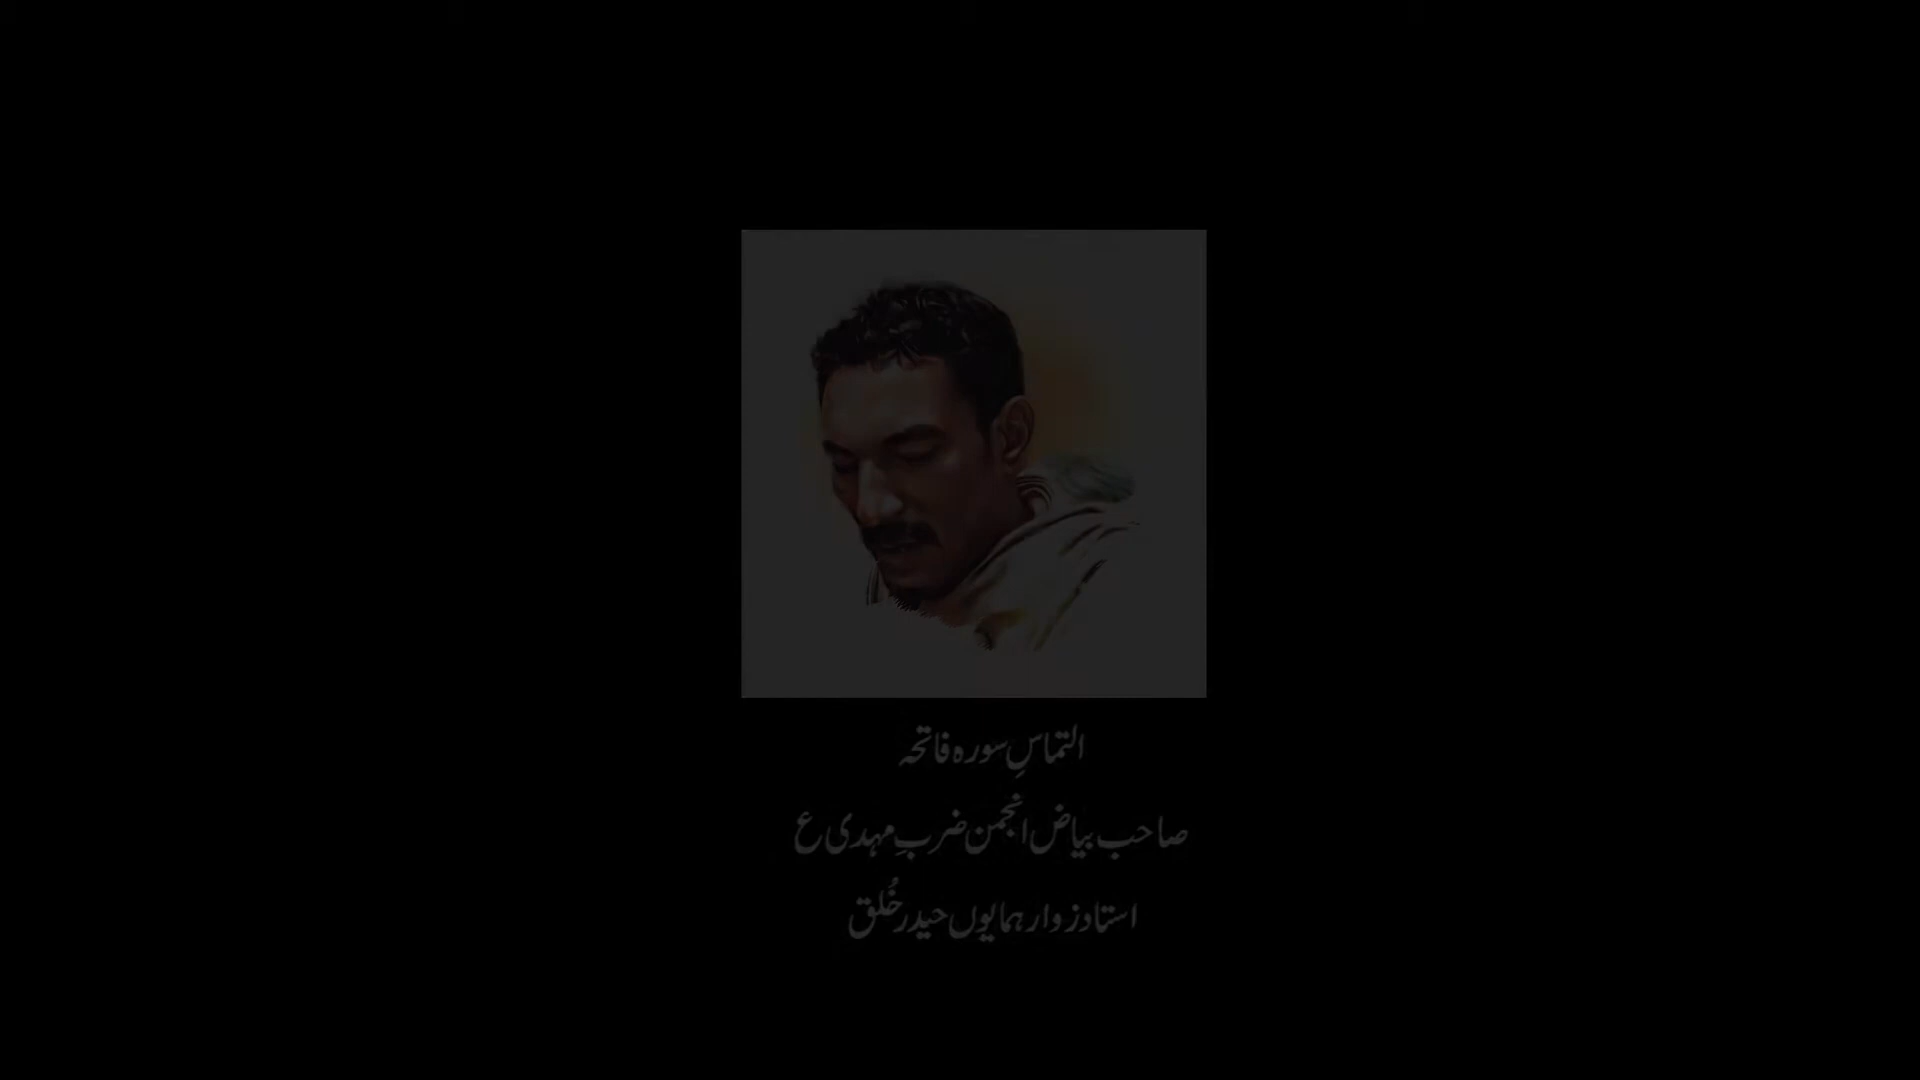 التماسِ سورہ فاتحہ
صاحب بیاض انجمن ضربِ مہدی ع
استاد زوار ہمایوں حیدر خُلق